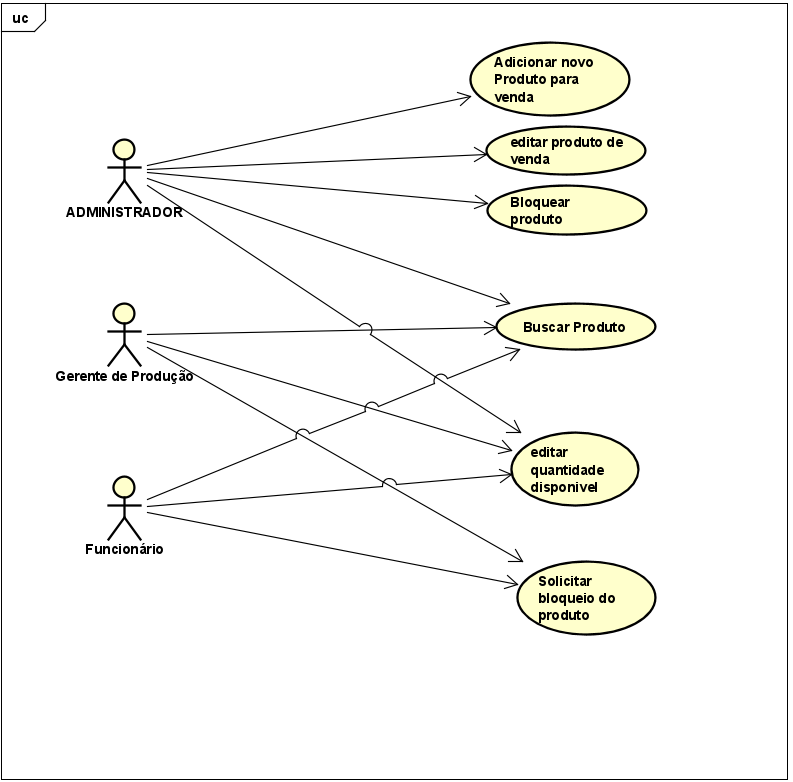 uc
Adicionar novo
Produto para
venda
editar produto de
venda
Bloquear
produto
ADMINISTRADOR
Buscar Produto
Gerente de Produção
editar
quantidade
disponivel
Funcionário
Solicitar
bloqueio do
produto